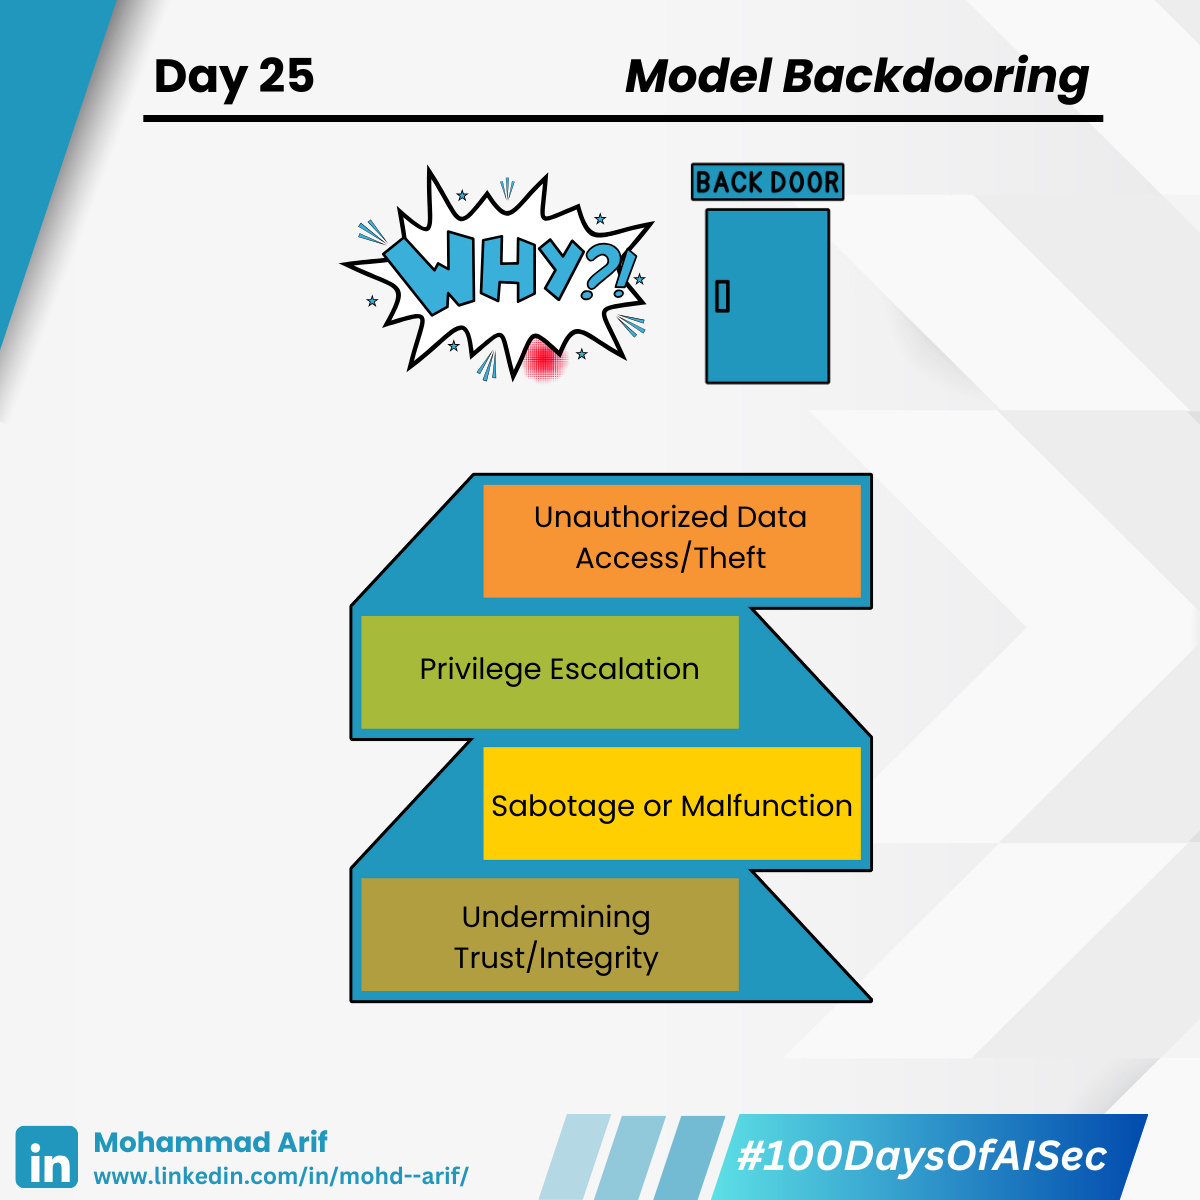 Day 25
Model Backdooring
WHY?!
BACK DOOR
Unauthorized Data
Access/Theft
Privilege Escalation
Sabotage or Malfunction
Undermining
Trust/Integrity
in
Mohammad Arif
www.linkedin.com/in/mohd--arif/
#100DaysOfAISec